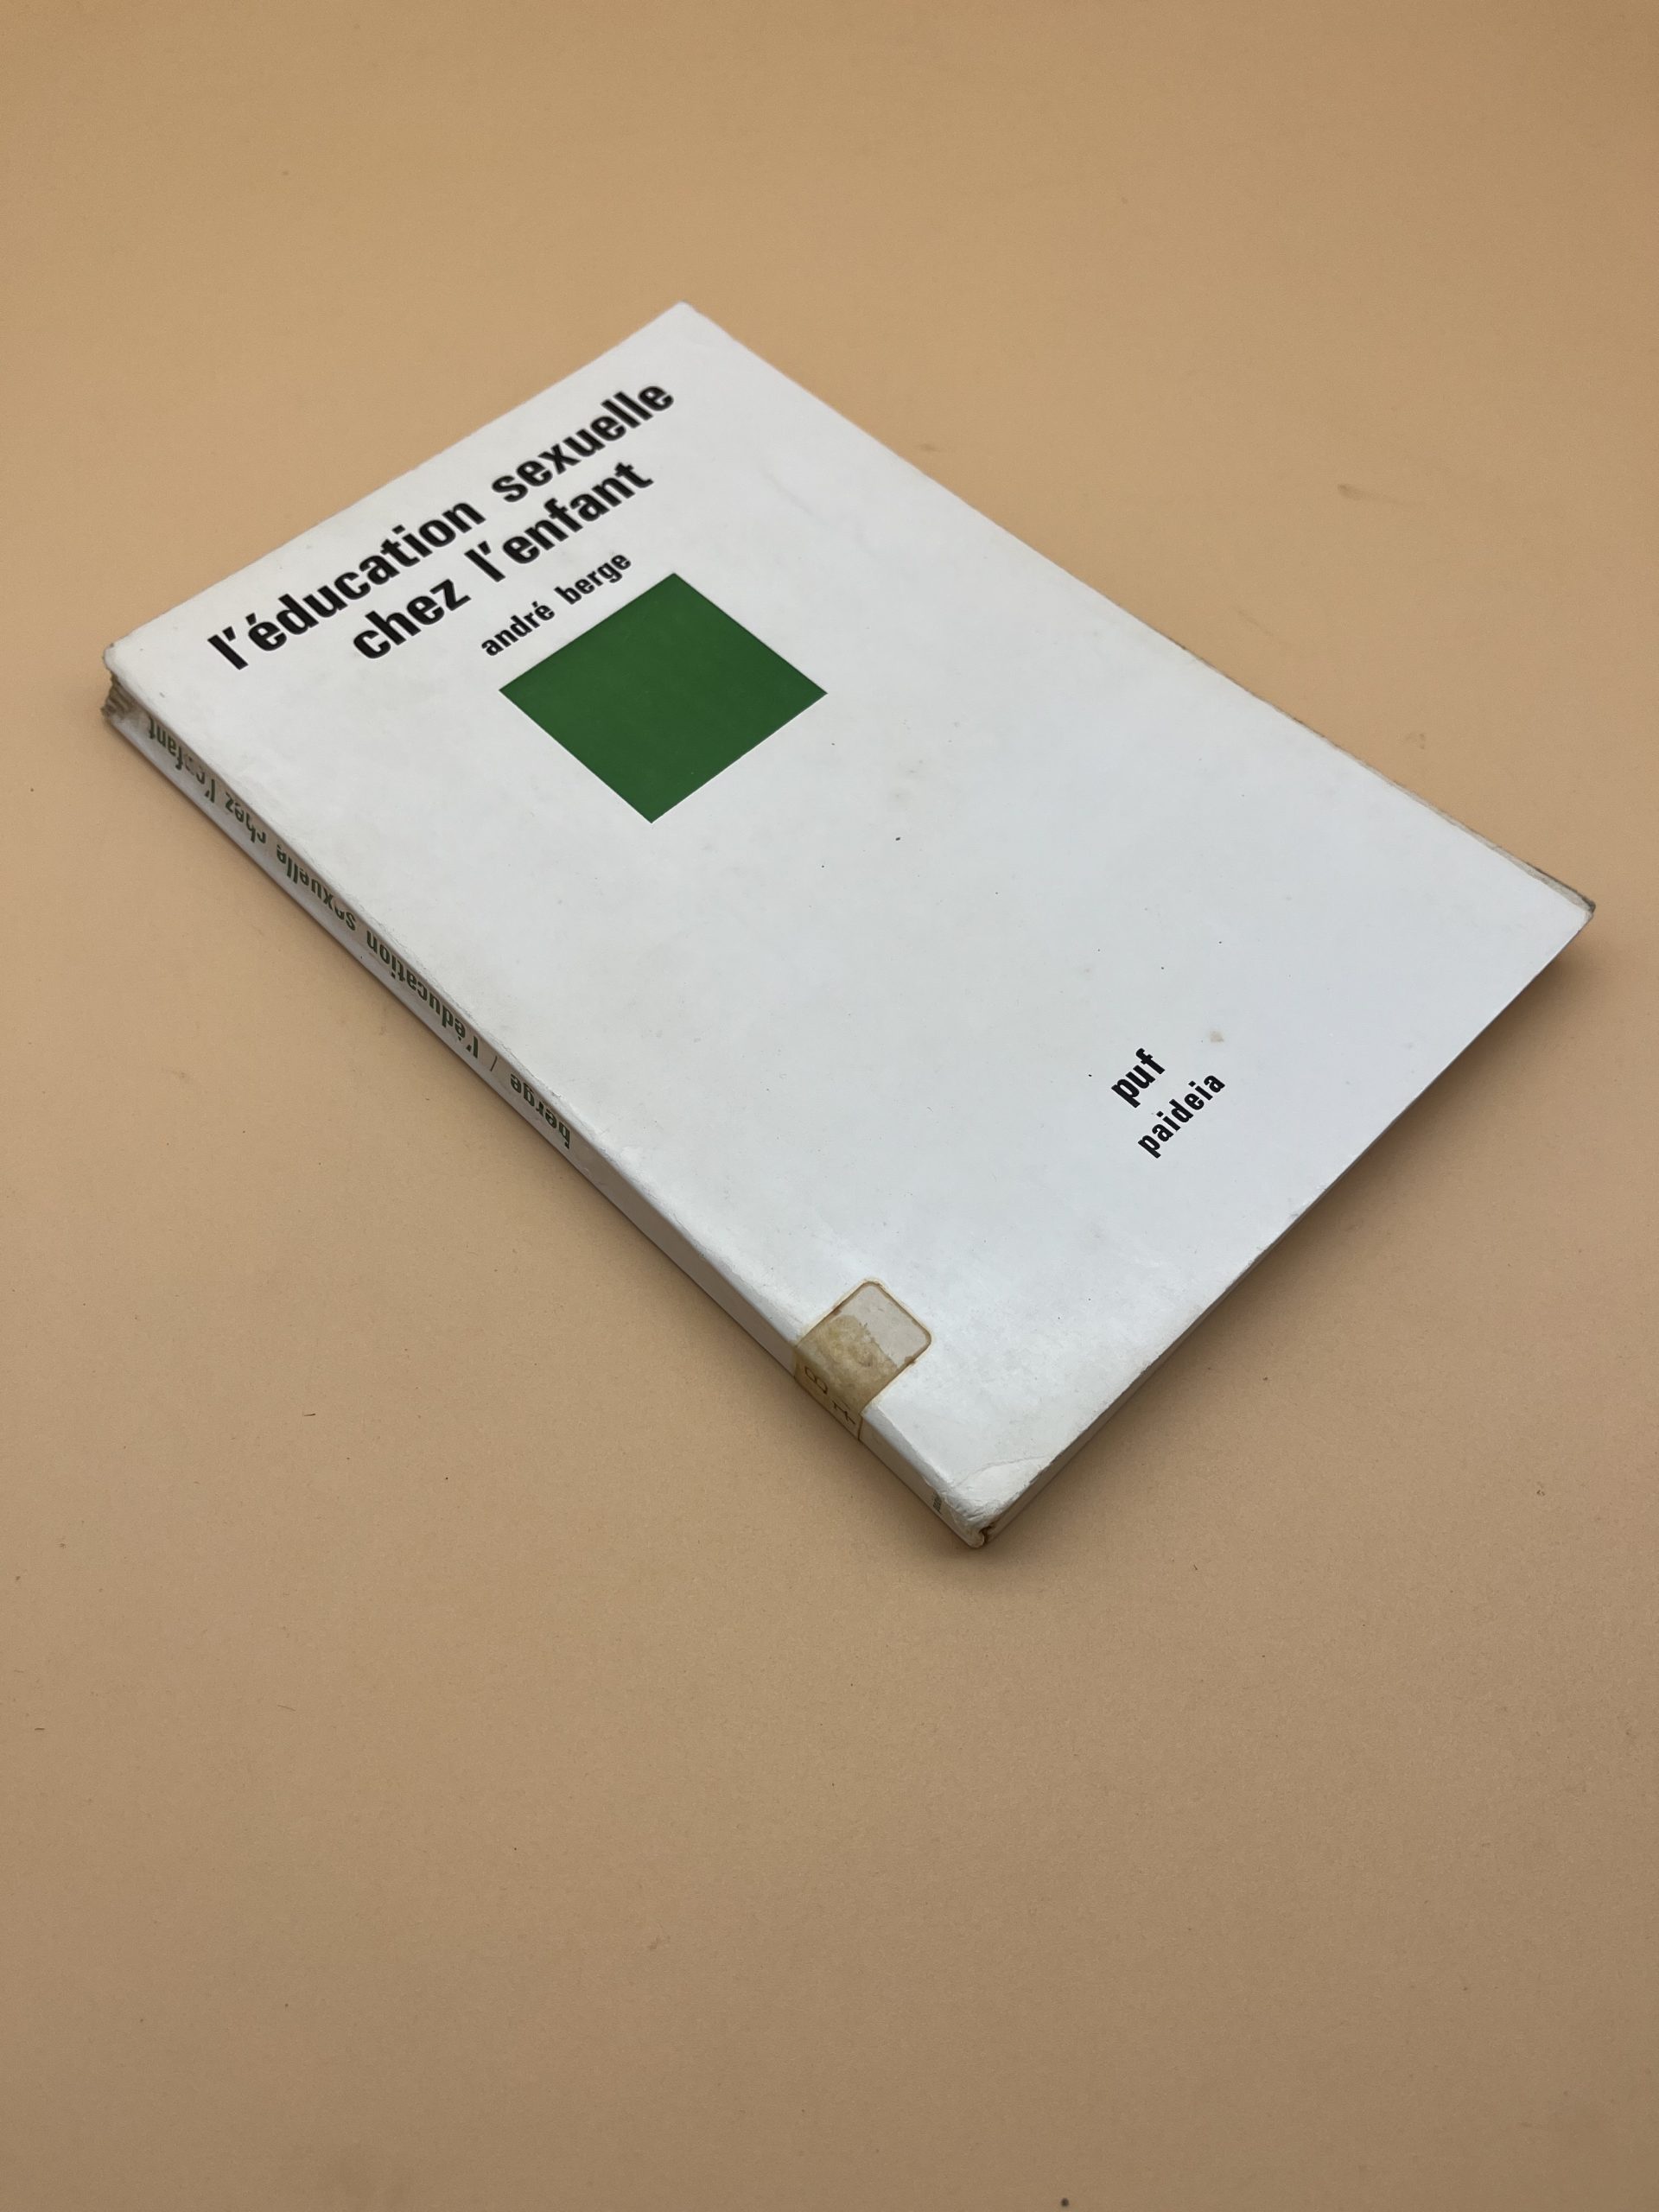 l'éducation sexuelle
chez l'enfant
andré berge
puf
paideia
berge / l'éducation sexuelle chez l'enfant